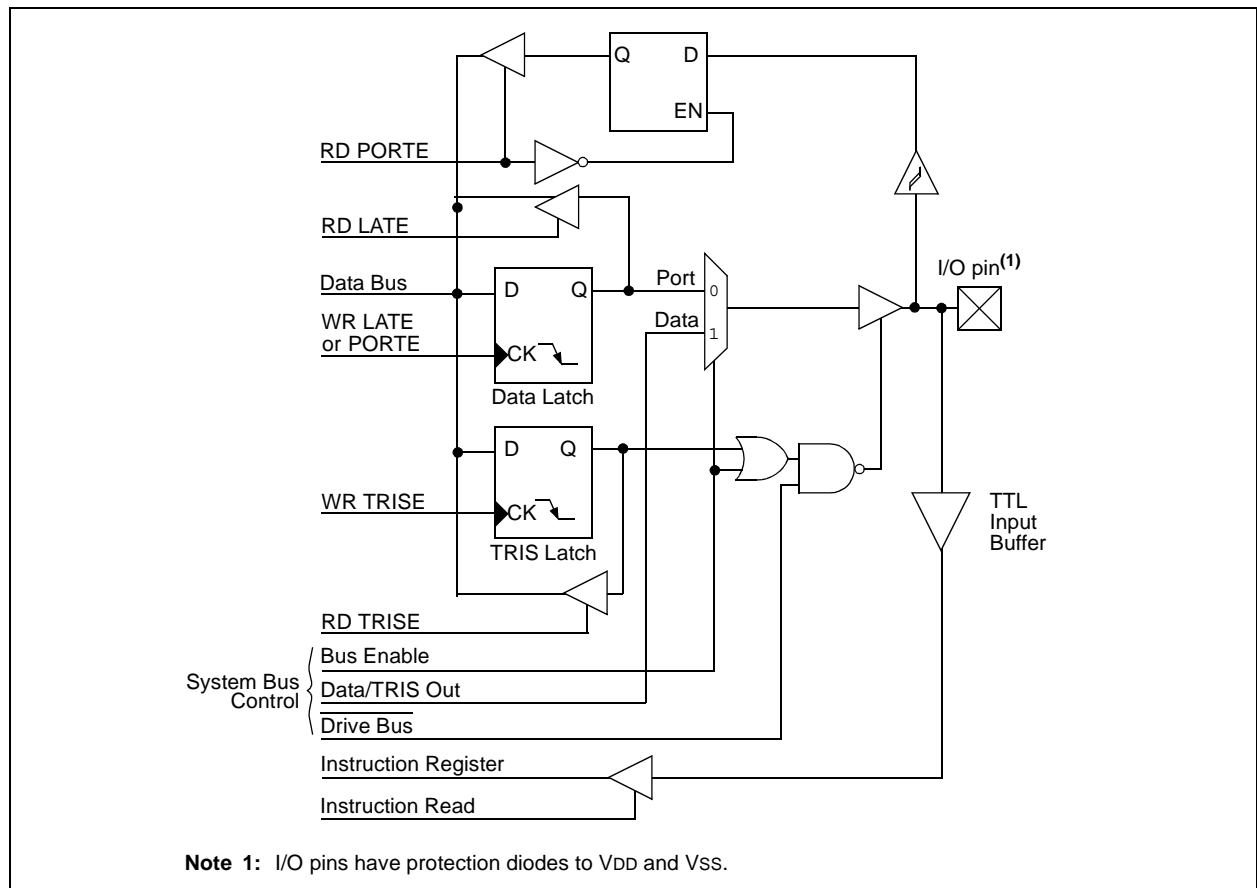 Q D
EN
RD PORTE
RD LATE
I/O pin(1)
Data Bus
D Q
Port
0
WR LATE
or PORTE
Data
1
CK
Data Latch
D Q
WR TRISE
CK
TRIS Latch
TTL
Input
Buffer
RD TRISE
System Bus
Control
Bus Enable
Data/TRIS Out
Drive Bus
Instruction Register
Instruction Read
Note 1: I/O pins have protection diodes to VDD and VSS.